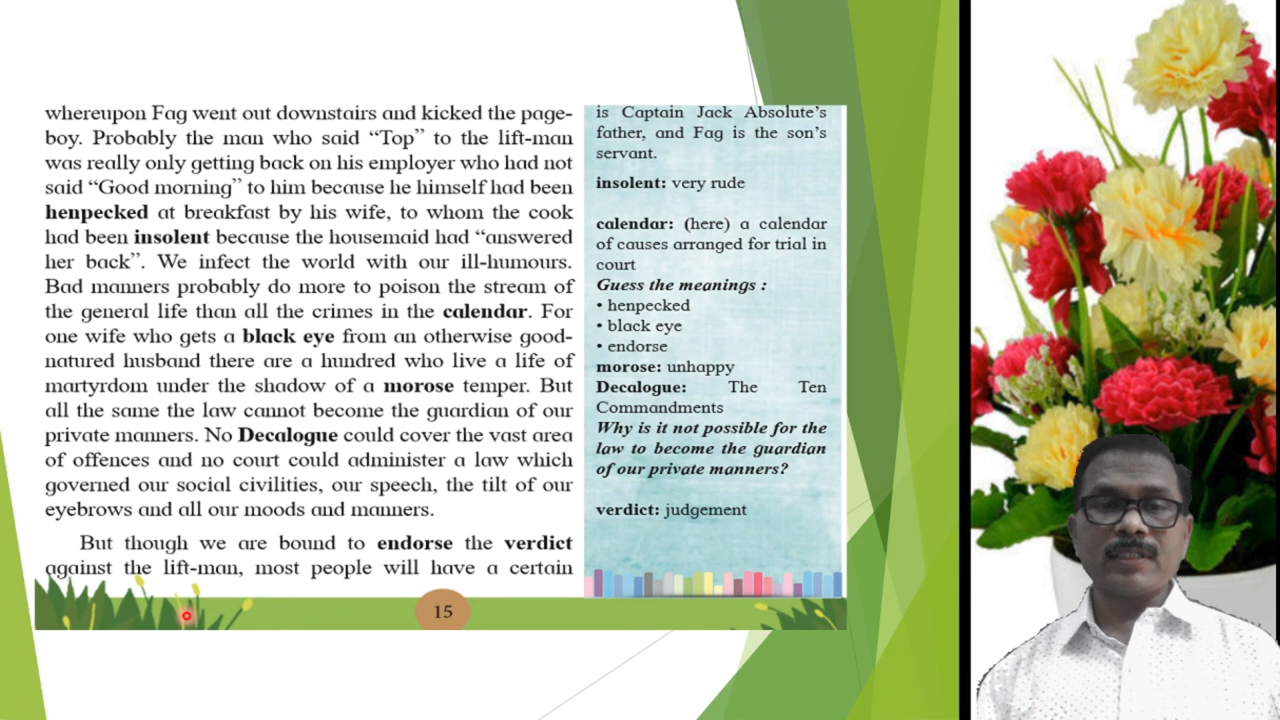 whereupon Fag went out downstairs and kicked the page-
boy. Probably the man who said “Top” to the lift-man
was really only getting back on his employer who had not
said “Good morning” to him because he himself had been
henpecked at breakfast by his wife, to whom the cook
had been insolent because the housemaid had “answered
her back”. We infect the world with our ill-humours.
Bad manners probably do more to poison the stream of
the general life than all the crimes in the calendar. For
one wife who gets a black eye from an otherwise good-
natured husband there are a hundred who live a life of
martyrdom under the shadow of a morose temper. But
all the same the law cannot become the guardian of our
private manners. No Decalogue could cover the vast area
of offences and no court could administer a law which
governed our social civilities, our speech, the tilt of our
eyebrows and all our moods and manners.
But though we are bound to endorse the verdict
against the lift-man, most people will have a certain
is Captain Jack Absolute’s
father, and Fag is the son’s
servant.
insolent: very rude
calendar: (here) a calendar
of causes arranged for trial in
court
Guess the meanings :
• henpecked
• black eye
• endorse
morose: unhappy
Decalogue: The Ten
Commandments
Why is it not possible for the
law to become the guardian
of our private manners?
verdict: judgement
15